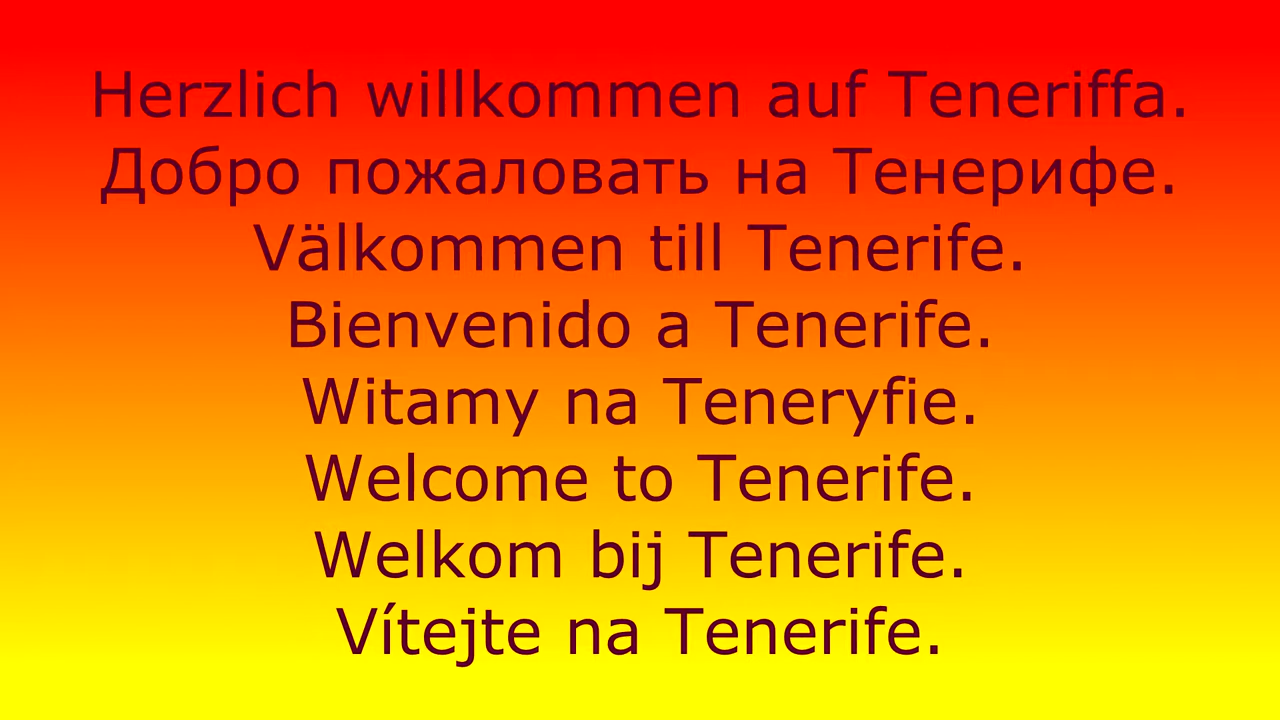 Herzlich willkommen auf Teneriffa.
Добро пожаловать на Тенерифе.
Välkommen till Tenerife.
Bienvenido a Tenerife.
Witamy na Teneryfie.
Welcome to Tenerife.
Welkom bij Tenerife.
Vítejte na Tenerife.